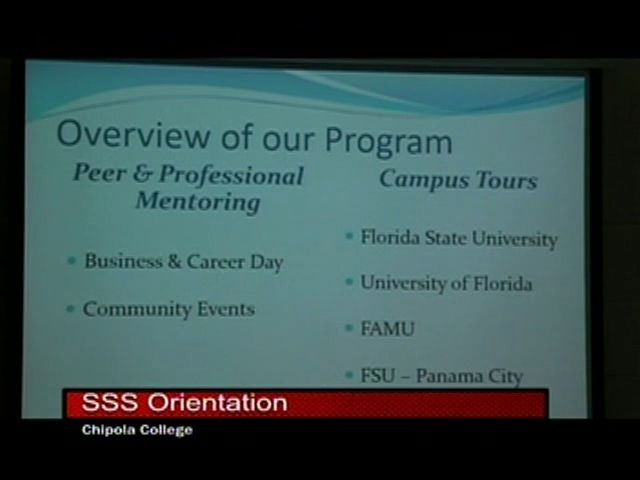 Overview of our Program
Peer & Professional
Mentoring
• Business & Career Day
• Community Events
Campus Tours
• Florida State University
• University of Florida
• FAMU
• FSU – Panama City
SSS Orientation
Chipola College